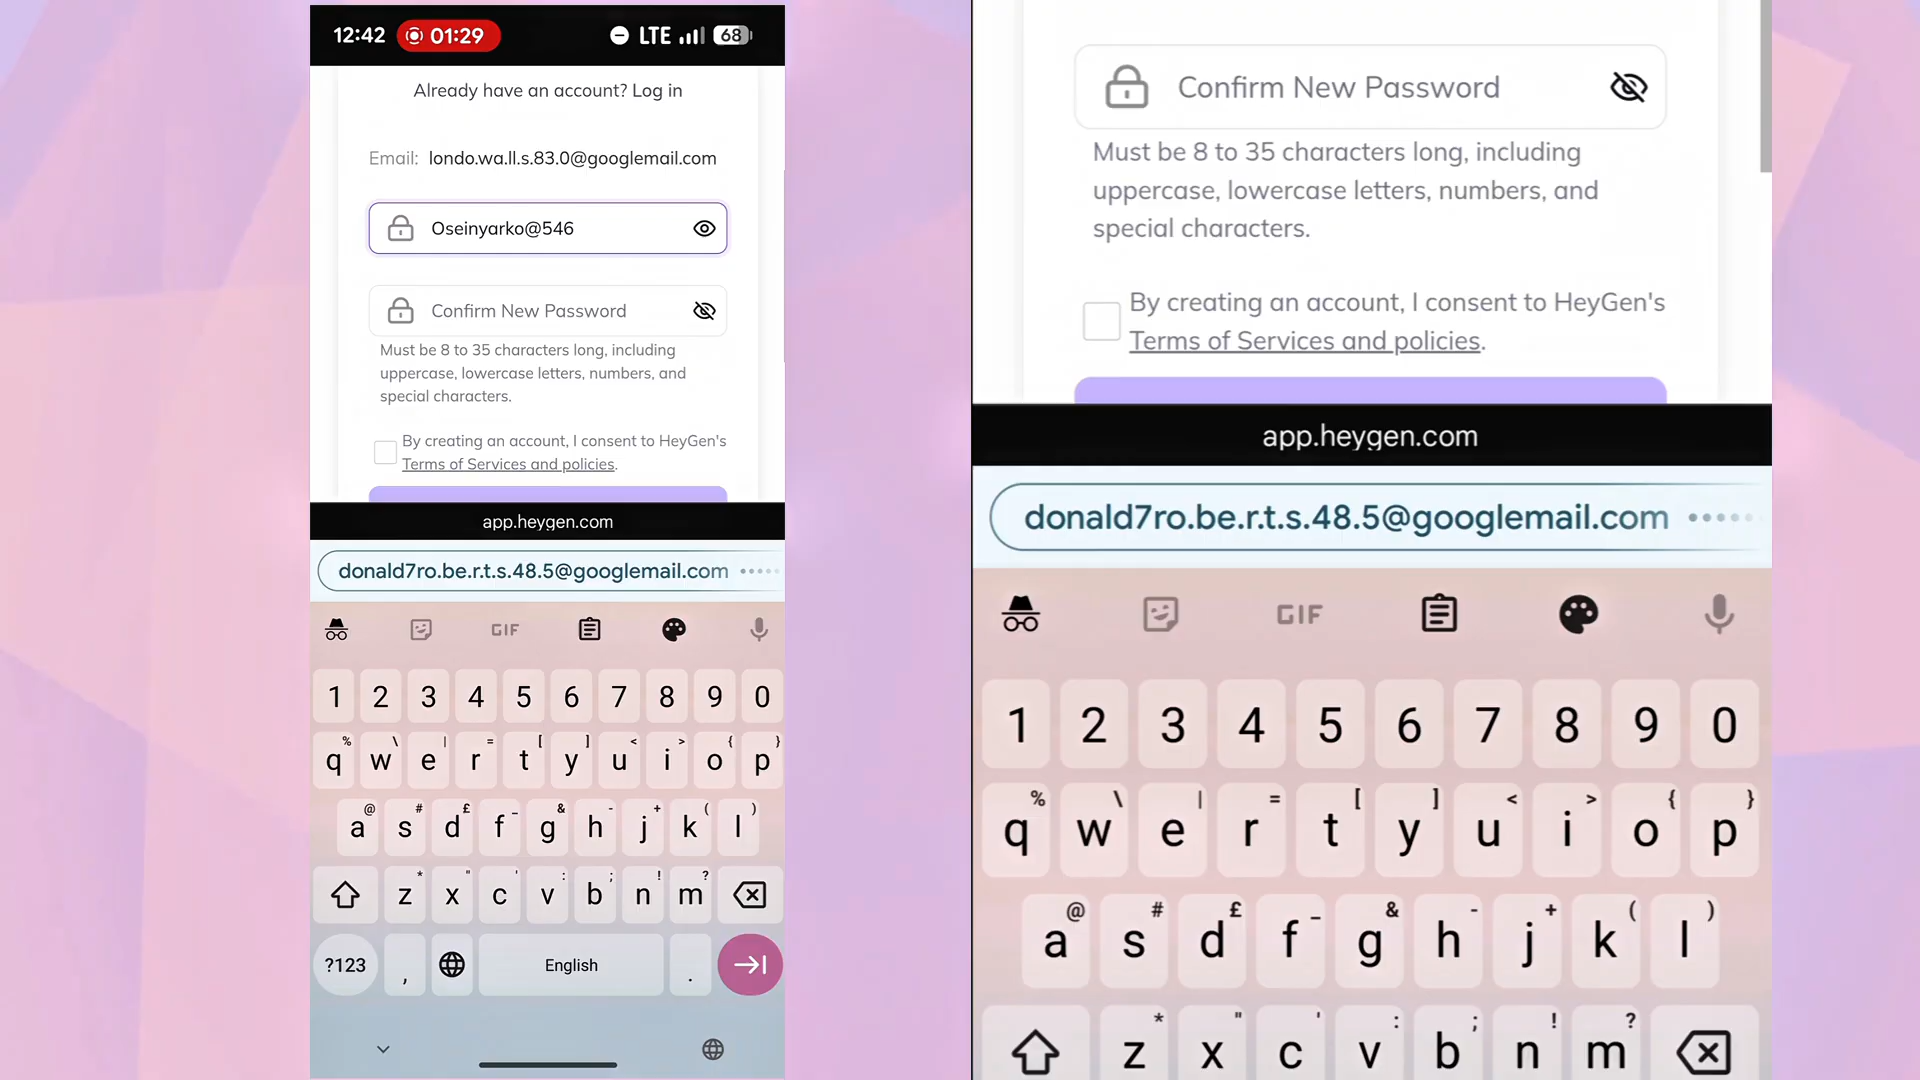 12:42 01:29 LTE 68
Already have an account? Log in
Email: londo.wa.ll.s.83.0@googlemail.com
Oseinyarko@546
Confirm New Password
Must be 8 to 35 characters long, including
uppercase, lowercase letters, numbers, and
special characters.
By creating an account, I consent to HeyGen's
Terms of Services and policies.
app.heygen.com
donald7ro.be.r.t.s.48.5@googlemail.com •••••
GIF
1 2 3 4 5 6 7 8 9 0
% \ | = [ ] < > { }
q w e r t y u i o p
@ # £ _ & - + ( )
a s d f g h j k l
* " ' : ; ! ?
z x c v b n m
?123 , English .
Confirm New Password
Must be 8 to 35 characters long, including
uppercase, lowercase letters, numbers, and
special characters.
By creating an account, I consent to HeyGen's
Terms of Services and policies.
app.heygen.com
donald7ro.be.r.t.s.48.5@googlemail.com •••••
GIF
1 2 3 4 5 6 7 8 9 0
% \ | = [ ] < > { }
q w e r t y u i o p
@ # £ _ & - + ( )
a s d f g h j k l
* " ' : ; ! ?
z x c v b n m